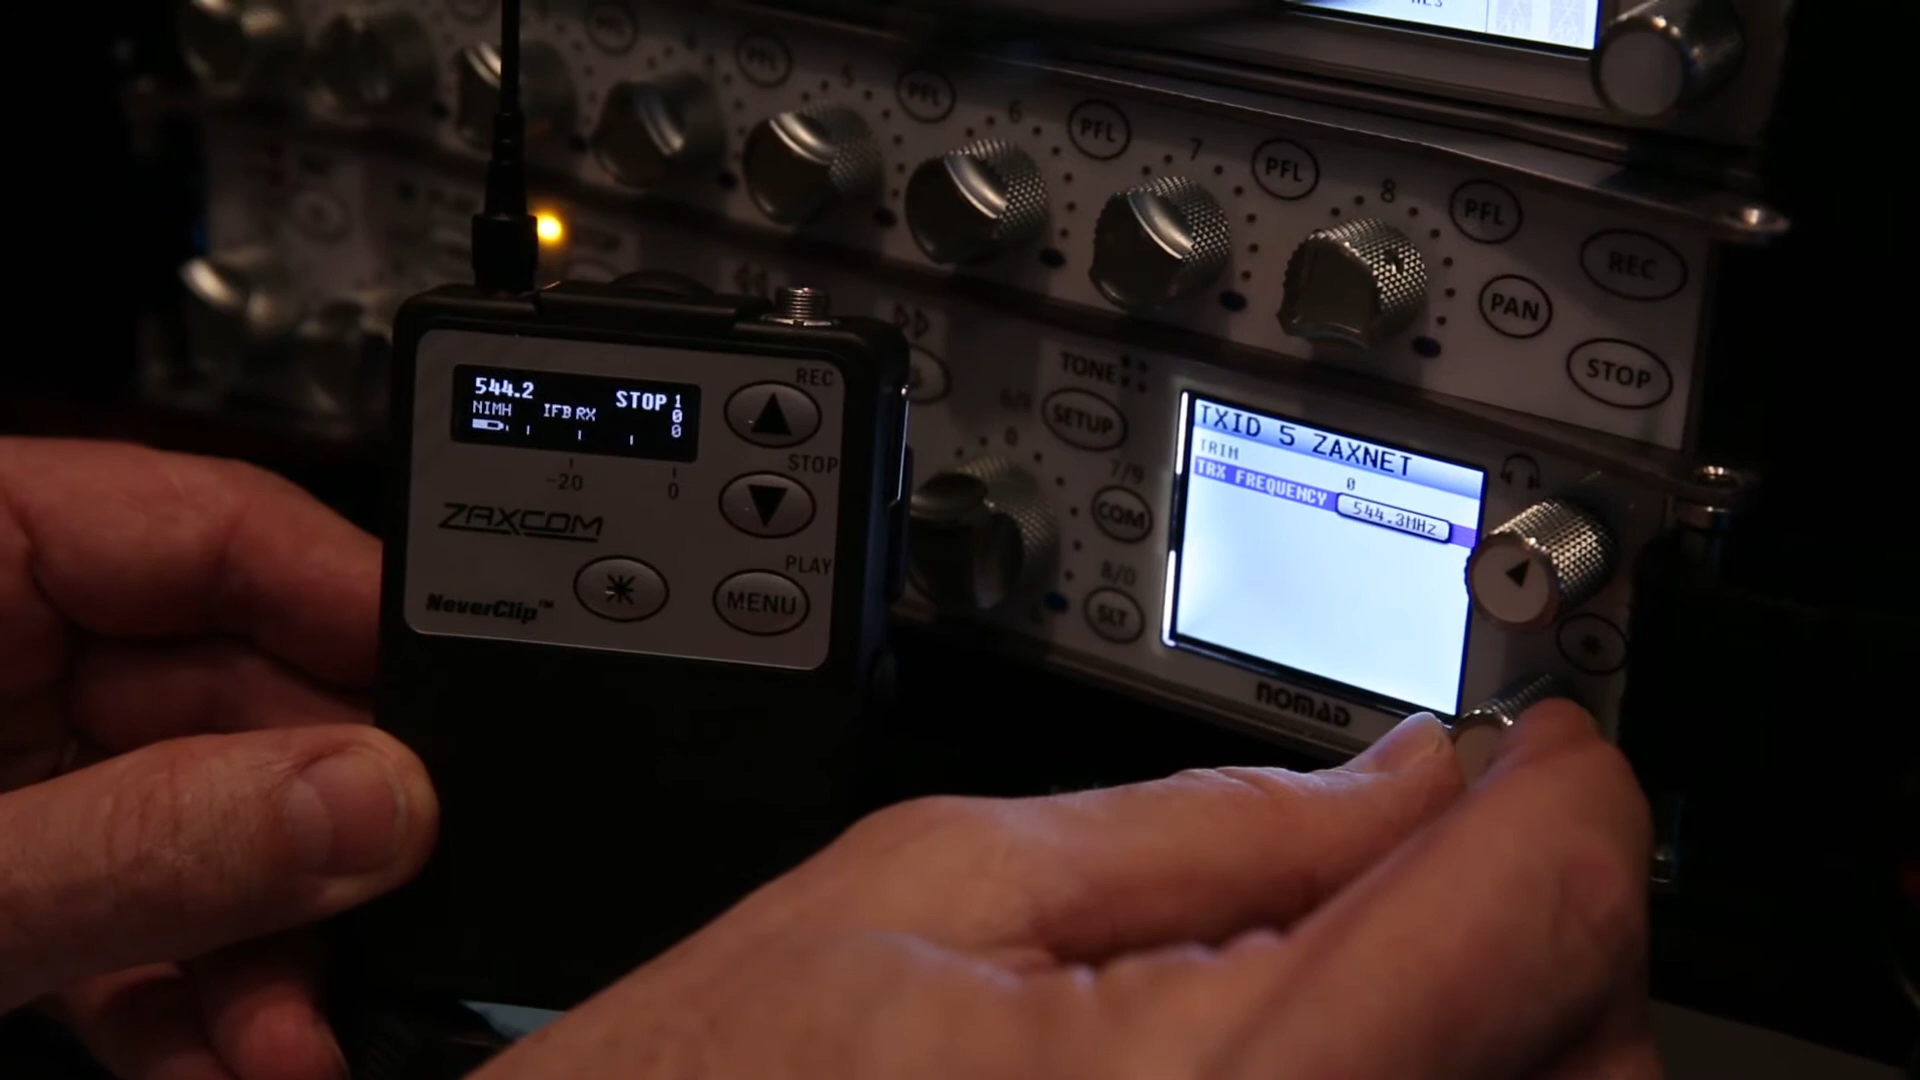 PFL
5
PFL
6
PFL
7
PFL
8
PFL
REC
PAN
STOP
TONE
SETUP
7/9
COM
8/0
SLT
TXID 5 ZAXNET
TRIM
0
TRX FREQUENCY 544.3MHz
NOMAD
544.2 STOP 1
NIMH IFB RX 0
0
-20 0
REC
STOP
ZAXCOM
PLAY
NeverClip™
MENU